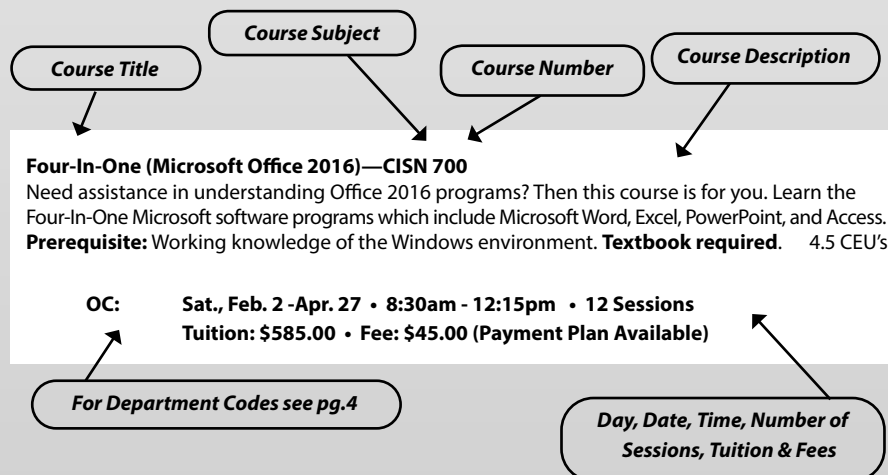 Course Subject
Course Title
Course Number
Course Description
Four-In-One (Microsoft Office 2016)—CISN 700
Need assistance in understanding Office 2016 programs? Then this course is for you. Learn the
Four-In-One Microsoft software programs which include Microsoft Word, Excel, PowerPoint, and Access.
Prerequisite: Working knowledge of the Windows environment. Textbook required. 4.5 CEU's
OC: Sat., Feb. 2 -Apr. 27 • 8:30am - 12:15pm • 12 Sessions
Tuition: $585.00 • Fee: $45.00 (Payment Plan Available)
For Department Codes see pg.4
Day, Date, Time, Number of
Sessions, Tuition & Fees